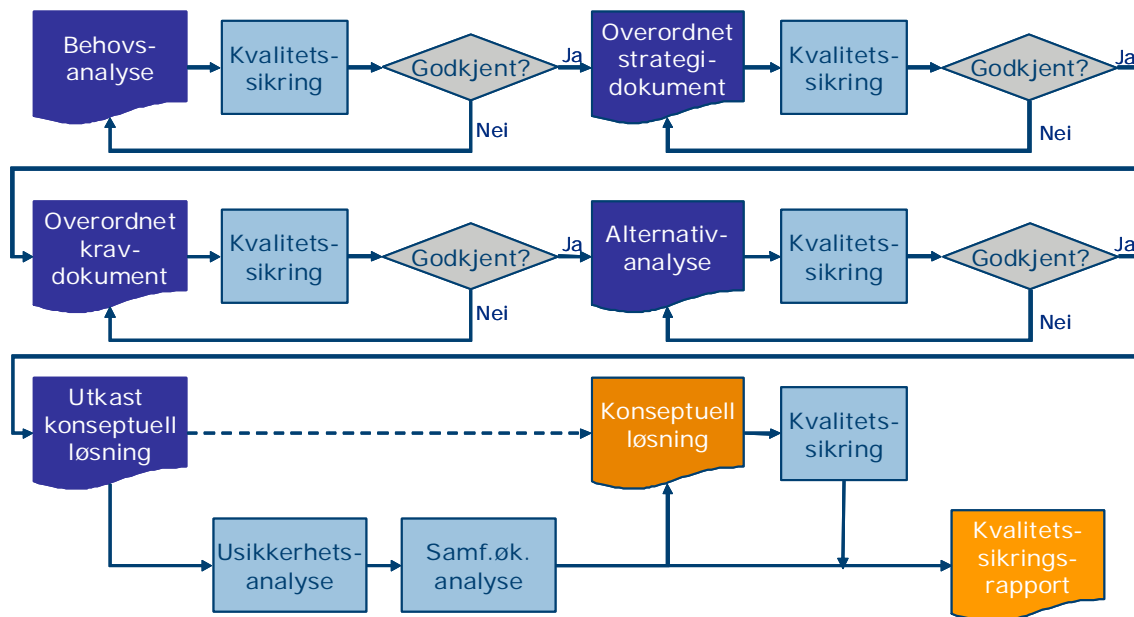 Behovs-
analyse
Kvalitets-
sikring
Godkjent?
Ja
Nei
Overordnet
strategi-
dokument
Kvalitets-
sikring
Godkjent?
Ja
Nei
Overordnet
krav-
dokument
Kvalitets-
sikring
Godkjent?
Ja
Nei
Alternativ-
analyse
Kvalitets-
sikring
Godkjent?
Ja
Nei
Utkast
konseptuell
løsning
Konseptuell
løsning
Kvalitets-
sikring
Usikkerhets-
analyse
Samf.øk.
analyse
Kvalitets-
sikrings-
rapport